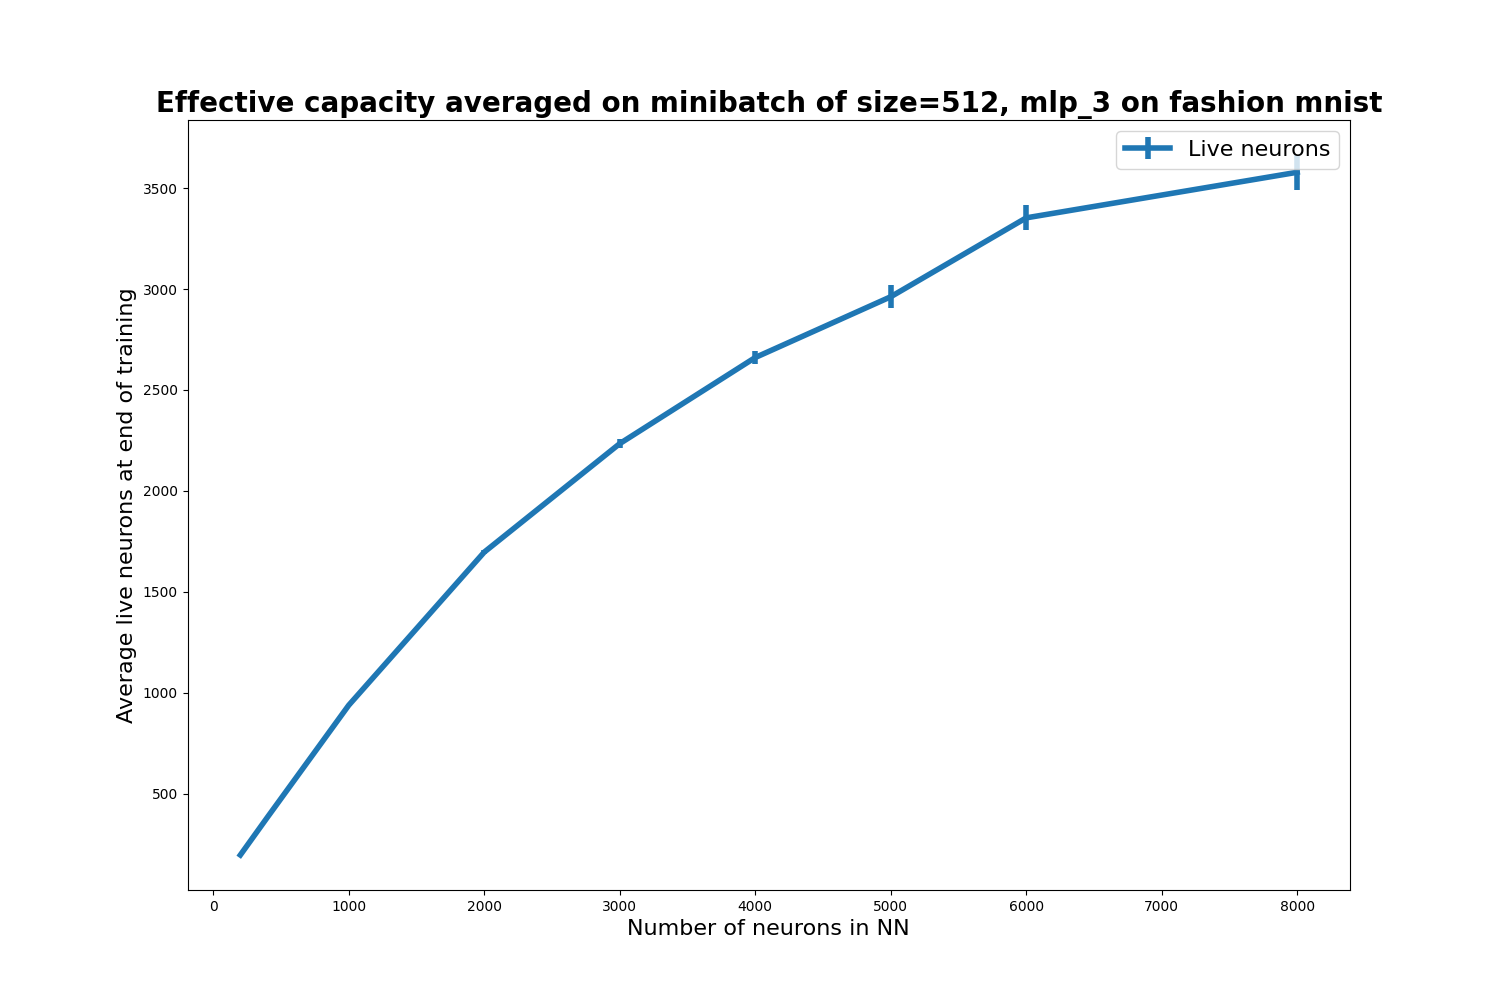 Effective capacity averaged on minibatch of size=512, mlp_3 on fashion mnist
Live neurons
3500
3000
2500
2000
1500
1000
500
Average live neurons at end of training
0 1000 2000 3000 4000 5000 6000 7000 8000
Number of neurons in NN